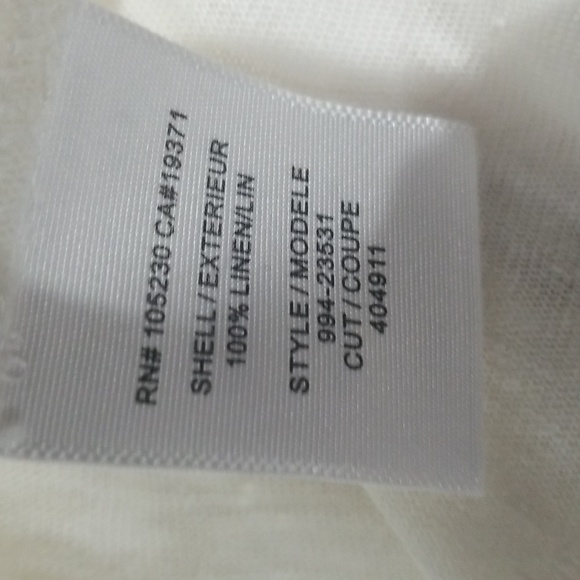 RN# 105230 CA#19371
SHELL / EXTERIEUR
100% LINEN/LIN
STYLE / MODELE
994-23531
CUT / COUPE
404911